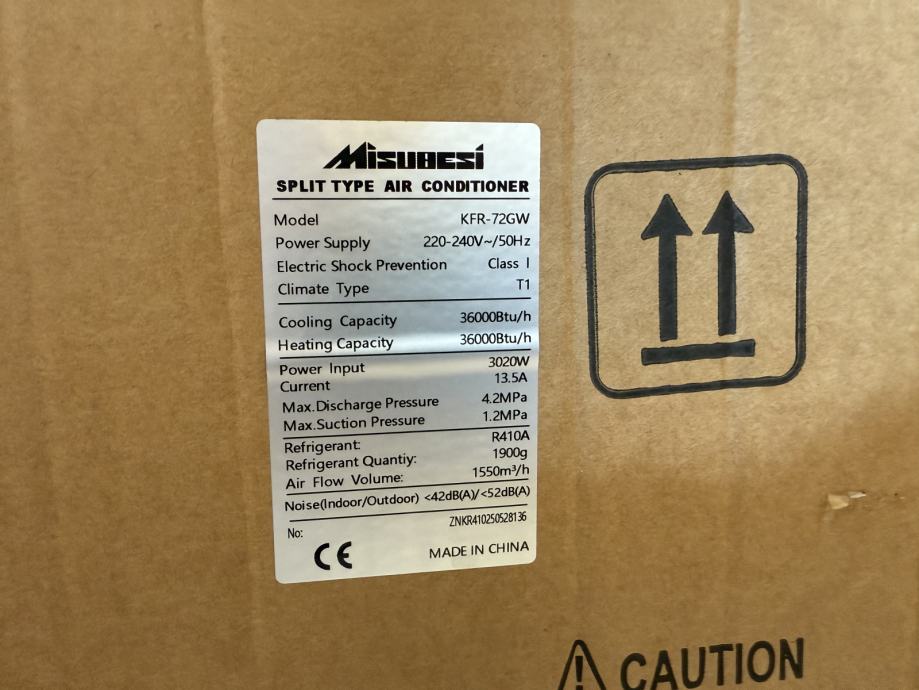 MISUBESI
SPLIT TYPE AIR CONDITIONER
Model KFR-72GW
Power Supply 220-240V~/50Hz
Electric Shock Prevention Class I
Climate Type T1
Cooling Capacity 36000Btu/h
Heating Capacity 36000Btu/h
Power Input 3020W
Current 13.5A
Max.Discharge Pressure 4.2MPa
Max.Suction Pressure 1.2MPa
Refrigerant: R410A
Refrigerant Quantiy: 1900g
Air Flow Volume: 1550m³/h
Noise(Indoor/Outdoor) <42dB(A)/<52dB(A)
No: ZNKR410250528136
CE MADE IN CHINA
CAUTION